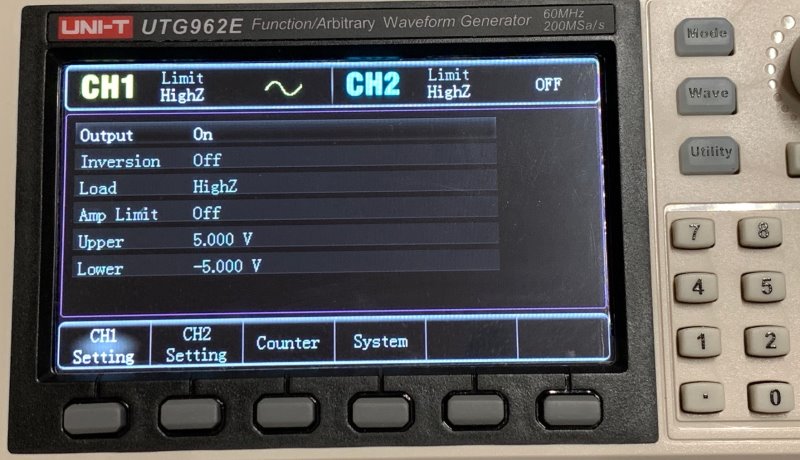 UNI-T UTG962E Function/Arbitrary Waveform Generator 60MHz 200MSa/s
CH1 Limit HighZ CH2 Limit HighZ OFF
Output On
Inversion Off
Load HighZ
Amp Limit Off
Upper 5.000 V
Lower -5.000 V
CH1 Setting
CH2 Setting
Counter
System
Mode
Wave
Utility
7 8
4 5
1 2
. 0